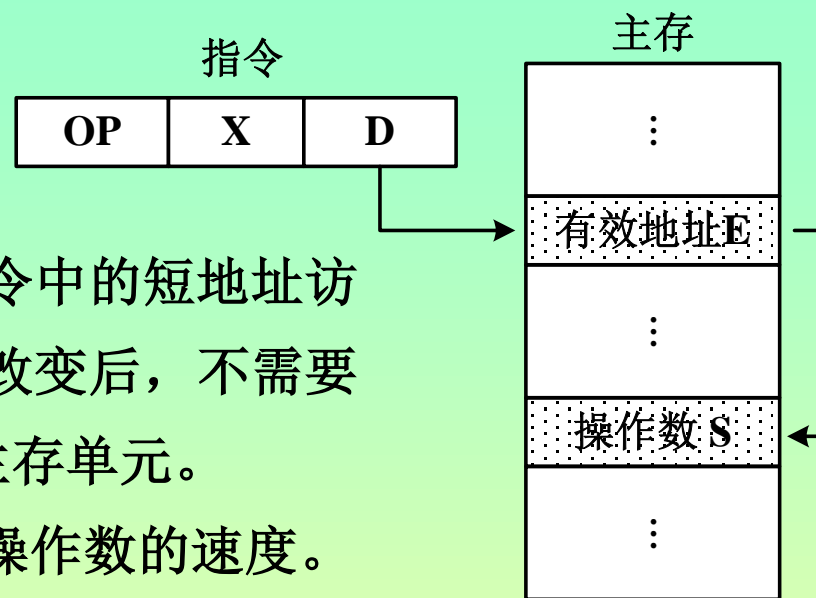 指令
主存
OP X D
⋮
有效地址E
令中的短地址访
改变后，不需要
⋮
操作数 S
主存单元。
操作数的速度。
⋮